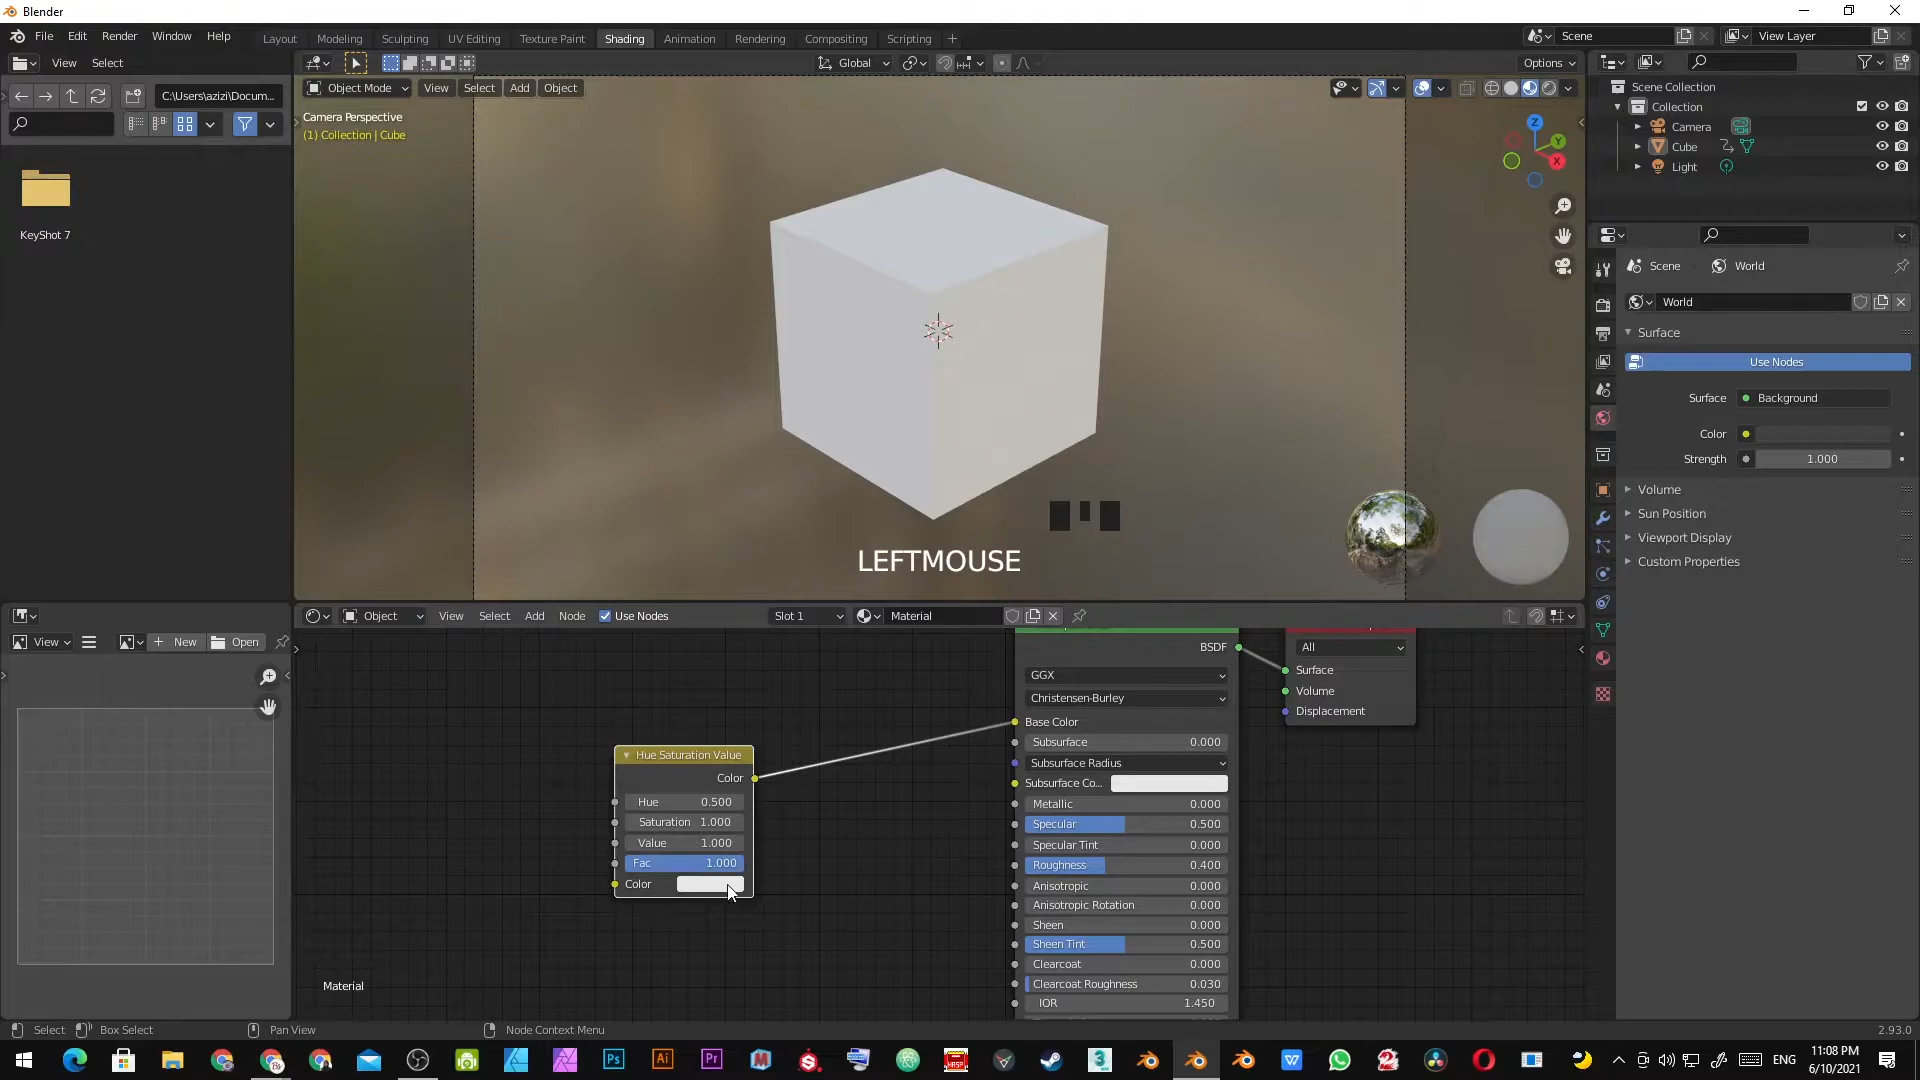 Blender
File Edit Render Window Help
Layout Modeling Sculpting UV Editing Texture Paint Shading Animation Rendering Compositing Scripting +
Scene
View Layer
View Select
Global
Options
C:\Users\azizi\Docum...
Object Mode View Select Add Object
Camera Perspective
(1) Collection | Cube
Z
Y
X
KeyShot 7
LEFTMOUSE
Scene Collection
Collection
Camera
Cube
Light
Scene World
World
Surface
Use Nodes
Surface Background
Color
Strength 1.000
Volume
Sun Position
Viewport Display
Custom Properties
Object View Select Add Node Use Nodes Slot 1 Material
View New Open
Hue Saturation Value
Color
Hue 0.500
Saturation 1.000
Value 1.000
Fac 1.000
Color
BSDF
GGX
Christensen-Burley
Base Color
Subsurface 0.000
Subsurface Radius
Subsurface Co...
Metallic 0.000
Specular 0.500
Specular Tint 0.000
Roughness 0.400
Anisotropic 0.000
Anisotropic Rotation 0.000
Sheen 0.000
Sheen Tint 0.500
Clearcoat 0.000
Clearcoat Roughness 0.030
IOR 1.450
All
Surface
Volume
Displacement
Material
Select Box Select Pan View Node Context Menu 2.93.0
Ps Ai Pr
ENG
11:08 PM
6/10/2021